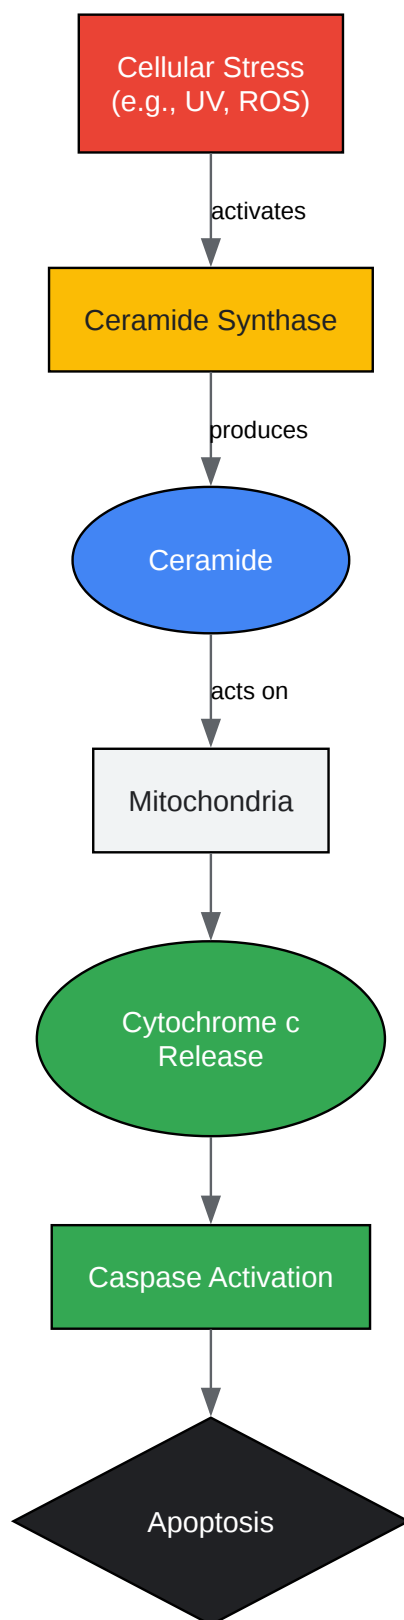 Cellular Stress
(e.g., UV, ROS)
activates
Ceramide Synthase
produces
Ceramide
acts on
Mitochondria
Cytochrome c
Release
Caspase Activation
Apoptosis